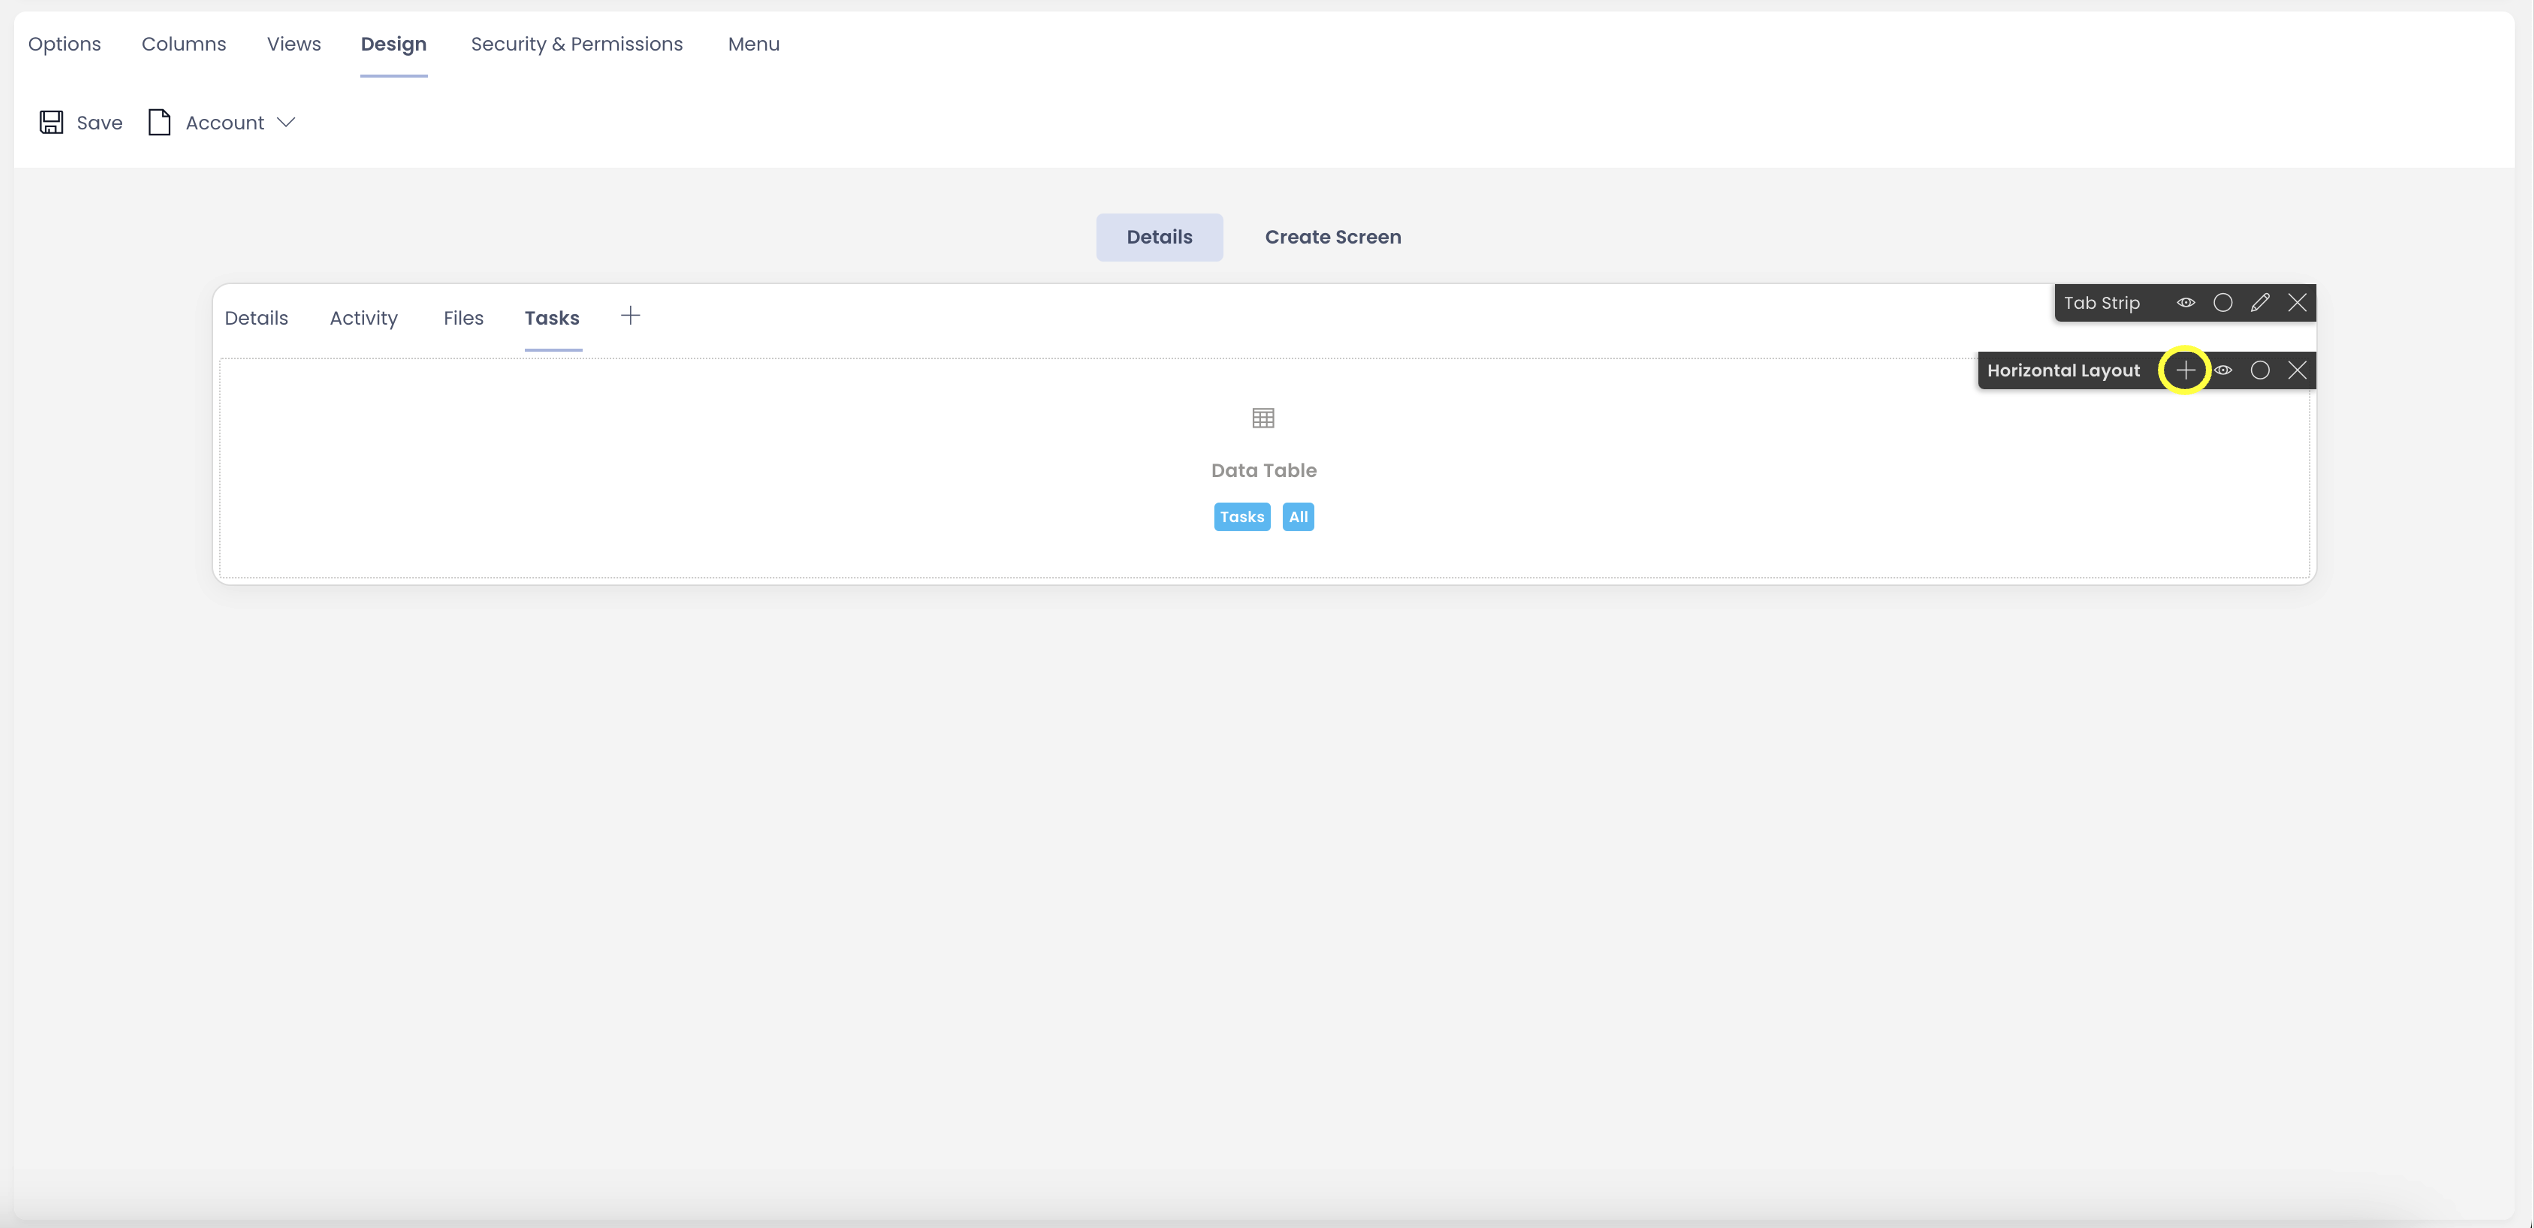 Options Columns Views Design Security & Permissions Menu
Save Account
Details Create Screen
Details Activity Files Tasks
Tab Strip
Horizontal Layout
Data Table
Tasks All